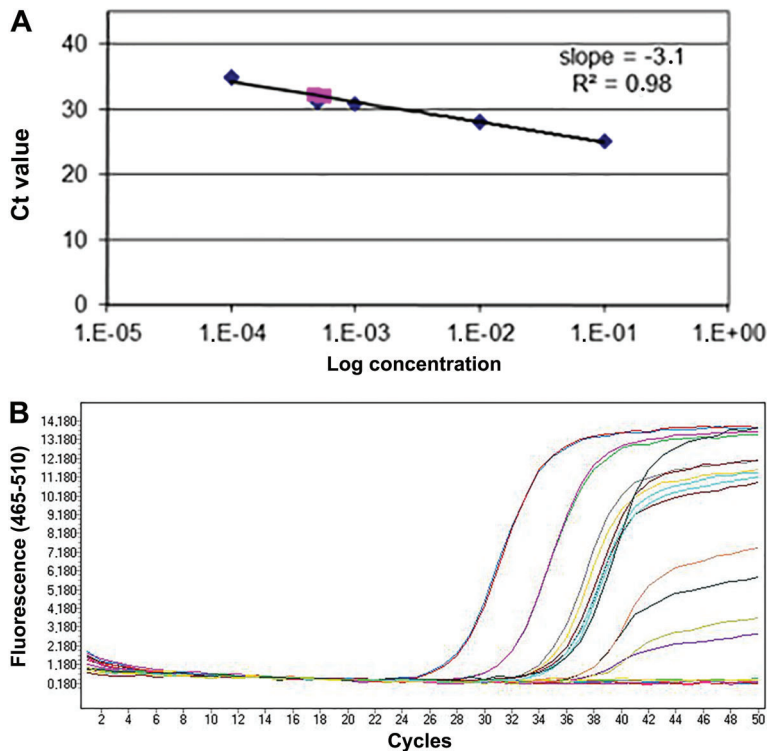 A
slope = -3.1
R² = 0.98
40
30
20
10
0
Ct value
1.E-05 1.E-04 1.E-03 1.E-02 1.E-01 1.E+00
Log concentration
B
14.180
13.180
12.180
11.180
10.180
9.180
8.180
7.180
6.180
5.180
4.180
3.180
2.180
1.180
0.180
Fluorescence (465-510)
2 4 6 8 10 12 14 16 18 20 22 24 26 28 30 32 34 36 38 40 42 44 46 48 50
Cycles